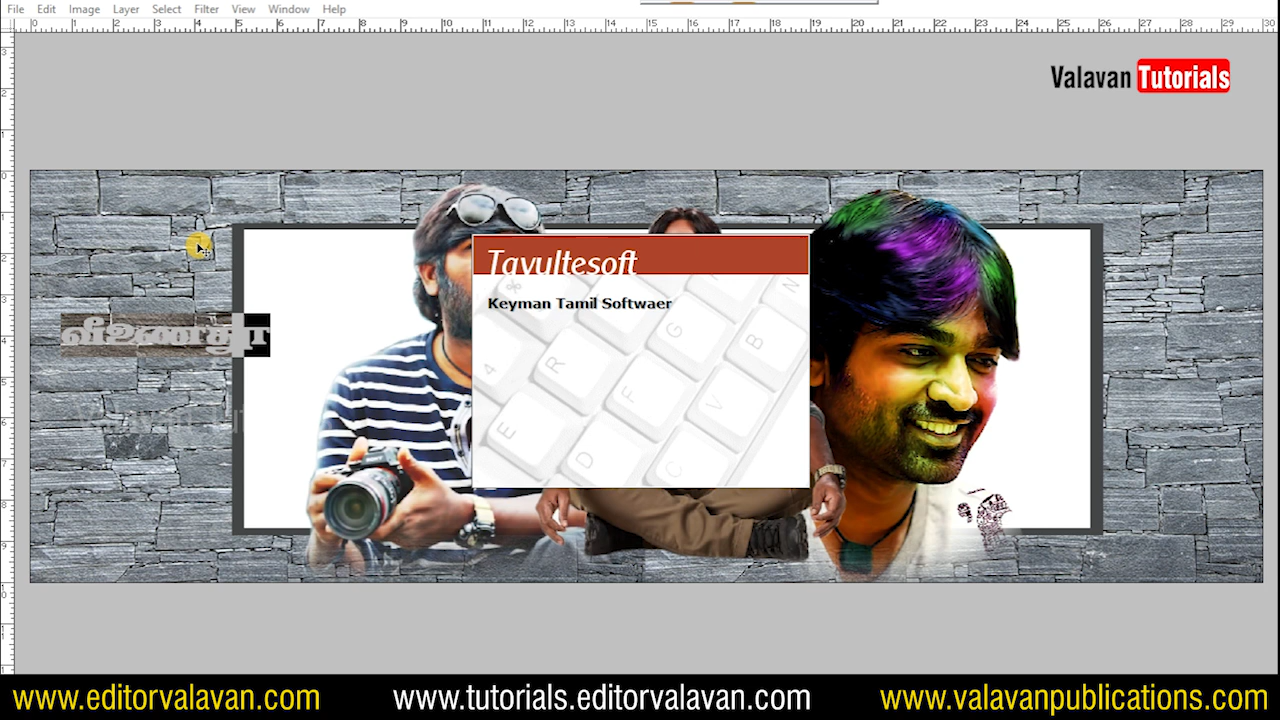 File Edit Image Layer Select Filter View Window Help
Valavan Tutorials
Tavultesoft
Keyman Tamil Softwaer
www.editorvalavan.com www.tutorials.editorvalavan.com www.valavanpublications.com